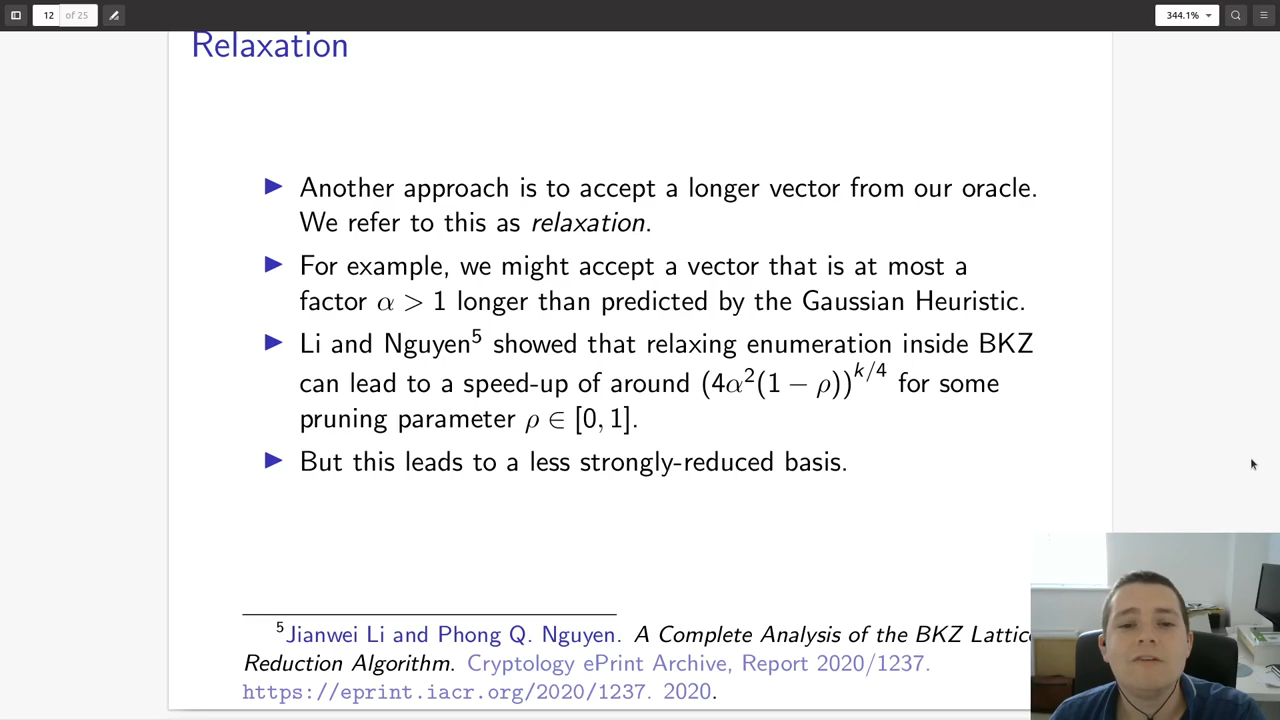 12 of 25
344.1%
Relaxation
▶ Another approach is to accept a longer vector from our oracle.
We refer to this as relaxation.
▶ For example, we might accept a vector that is at most a
factor α > 1 longer than predicted by the Gaussian Heuristic.
▶ Li and Nguyen⁵ showed that relaxing enumeration inside BKZ
can lead to a speed-up of around (4α²(1 − ρ))^{k/4} for some
pruning parameter ρ ∈ [0, 1].
▶ But this leads to a less strongly-reduced basis.
⁵Jianwei Li and Phong Q. Nguyen. A Complete Analysis of the BKZ Lattice
Reduction Algorithm. Cryptology ePrint Archive, Report 2020/1237.
https://eprint.iacr.org/2020/1237. 2020.